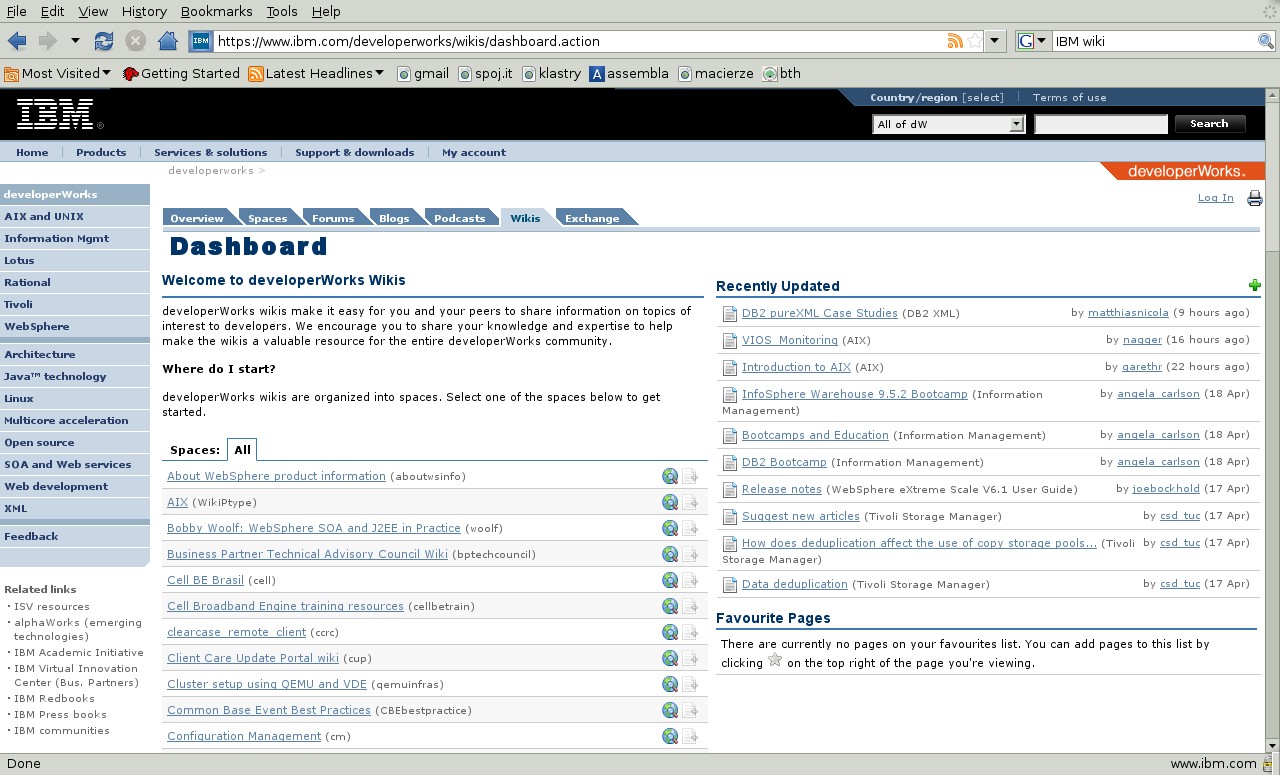 File Edit View History Bookmarks Tools Help
IBM https://www.ibm.com/developerworks/wikis/dashboard.action G IBM wiki
Most Visited Getting Started Latest Headlines gmail spoj.it klastry A assembla macierze bth
IBM®
Country/region [select] Terms of use
All of dW Search
Home Products Services & solutions Support & downloads My account
developerworks >
developerWorks.
Log In
developerWorks
AIX and UNIX
Information Mgmt
Lotus
Rational
Tivoli
WebSphere
Architecture
Java™ technology
Linux
Multicore acceleration
Open source
SOA and Web services
Web development
XML
Feedback
Related links
· ISV resources
· alphaWorks (emerging
technologies)
· IBM Academic Initiative
· IBM Virtual Innovation
Center (Bus. Partners)
· IBM Redbooks
· IBM Press books
· IBM communities
Overview Spaces Forums Blogs Podcasts Wikis Exchange
Dashboard
Welcome to developerWorks Wikis
developerWorks wikis make it easy for you and your peers to share information on topics of
interest to developers. We encourage you to share your knowledge and expertise to help
make the wikis a valuable resource for the entire developerWorks community.
Where do I start?
developerWorks wikis are organized into spaces. Select one of the spaces below to get
started.
Spaces: All
About WebSphere product information (aboutwsinfo)
AIX (WikiPtype)
Bobby Woolf: WebSphere SOA and J2EE in Practice (woolf)
Business Partner Technical Advisory Council Wiki (bptechcouncil)
Cell BE Brasil (cell)
Cell Broadband Engine training resources (cellbetrain)
clearcase_remote_client (ccrc)
Client Care Update Portal wiki (cup)
Cluster setup using QEMU and VDE (qemuinfras)
Common Base Event Best Practices (CBEbestpractice)
Configuration Management (cm)
Recently Updated
DB2 pureXML Case Studies (DB2 XML) by matthiasnicola (9 hours ago)
VIOS_Monitoring (AIX) by nagger (16 hours ago)
Introduction to AIX (AIX) by garethr (22 hours ago)
InfoSphere Warehouse 9.5.2 Bootcamp (Information by angela_carlson (18 Apr)
Management)
Bootcamps and Education (Information Management) by angela_carlson (18 Apr)
DB2 Bootcamp (Information Management) by angela_carlson (18 Apr)
Release notes (WebSphere eXtreme Scale V6.1 User Guide) by joebockhold (17 Apr)
Suggest new articles (Tivoli Storage Manager) by csd_tuc (17 Apr)
How does deduplication affect the use of copy storage pools... (Tivoli by csd_tuc (17 Apr)
Storage Manager)
Data deduplication (Tivoli Storage Manager) by csd_tuc (17 Apr)
Favourite Pages
There are currently no pages on your favourites list. You can add pages to this list by
clicking on the top right of the page you're viewing.
Done www.ibm.com